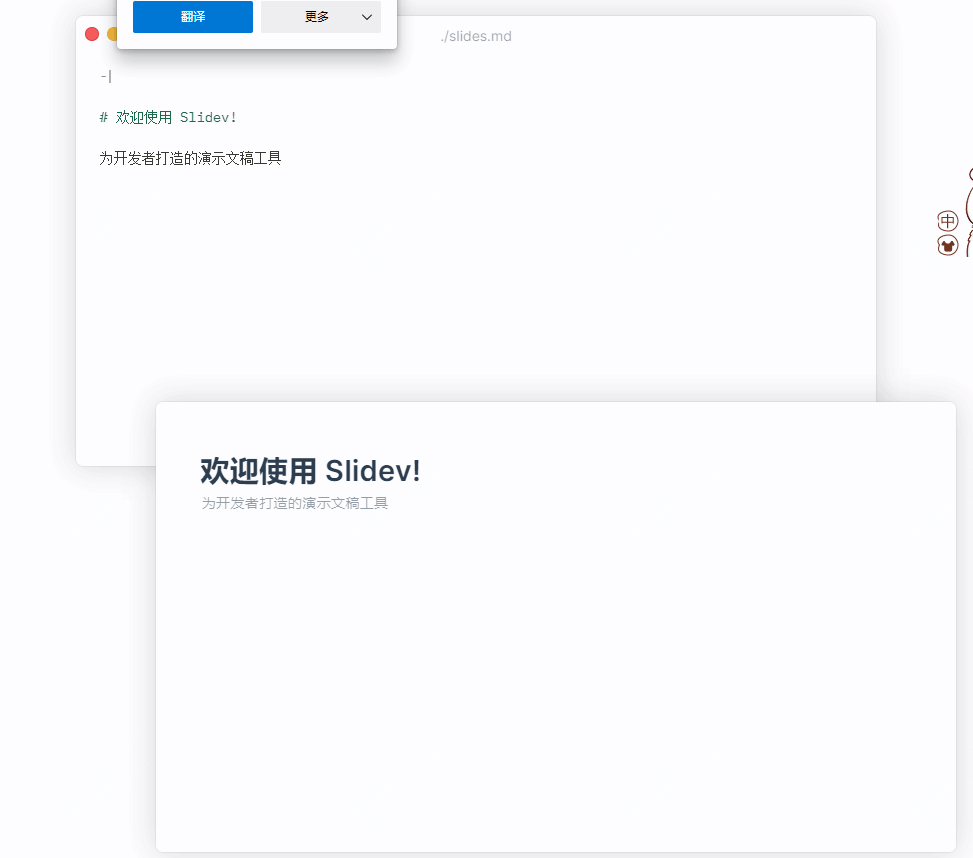 翻译
更多
./slides.md
-
# 欢迎使用 Slidev!
为开发者打造的演示文稿工具
中
欢迎使用 Slidev!
为开发者打造的演示文稿工具